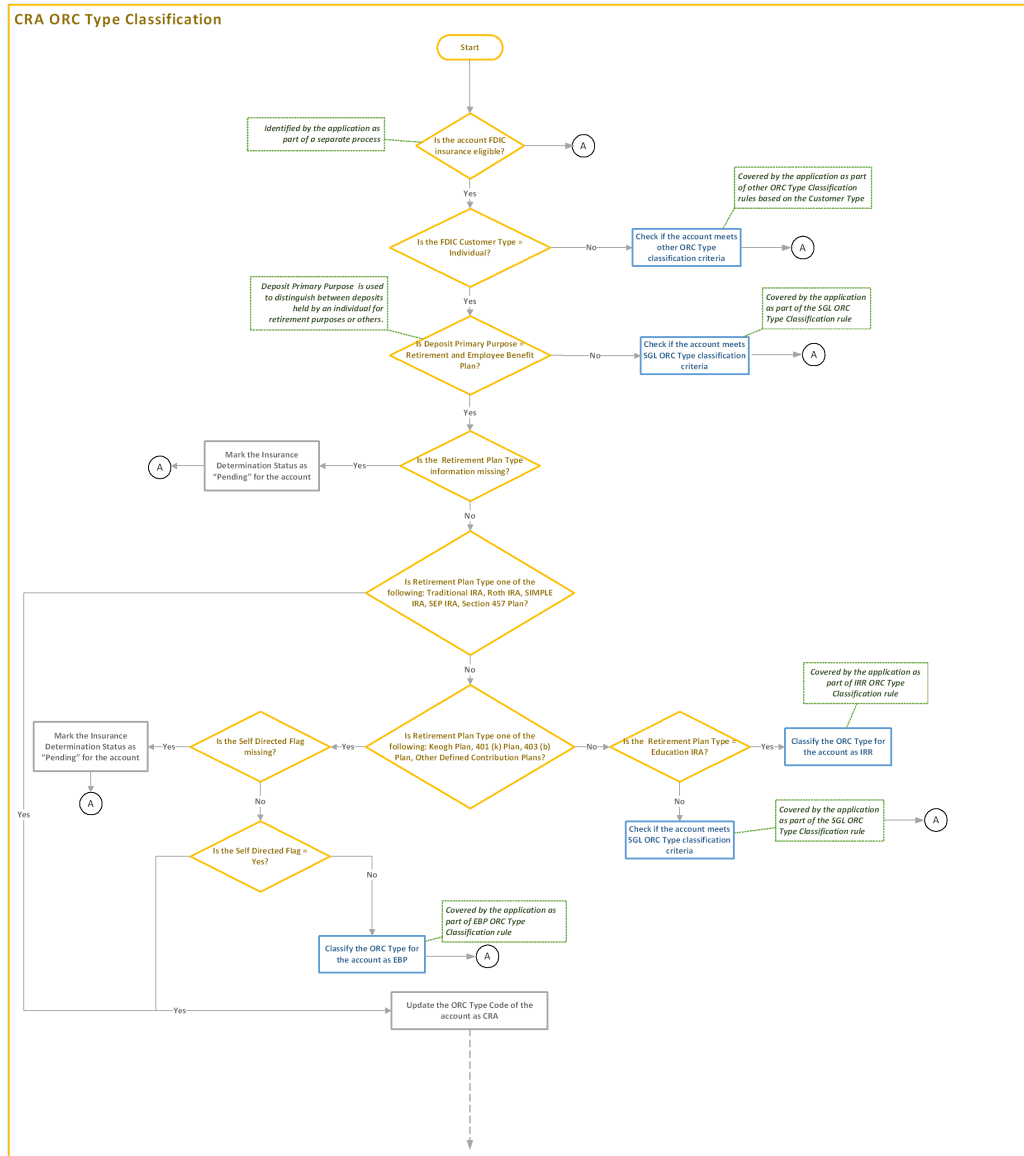 CRA ORC Type Classification
Start
Identified by the application as
part of a separate process
Is the account FDIC
insurance eligible?
A
Yes
Covered by the application as part
of other ORC Type Classification
rules based on the Customer Type
Is the FDIC Customer Type =
Individual?
No
Check if the account meets
other ORC Type
classification criteria
A
Deposit Primary Purpose  is used
to distinguish between deposits
held by an individual for
retirement purposes or others.
Yes
Covered by the application
as part of the SGL ORC
Type Classification rule
Is Deposit Primary Purpose =
Retirement and Employee Benefit
Plan?
No
Check if the account meets
SGL ORC Type classification
criteria
A
Yes
Mark the Insurance
Determination Status as
“Pending” for the account
A
Yes
Is the  Retirement Plan Type
information missing?
No
Is Retirement Plan Type one of the
following: Traditional IRA, Roth IRA, SIMPLE
IRA, SEP IRA, Section 457 Plan?
No
Covered by the application as
part of IRR ORC Type
Classification rule
Mark the Insurance
Determination Status as
“Pending” for the account
Yes
Is the Self Directed Flag
missing?
Yes
Is Retirement Plan Type one of the
following: Keogh Plan, 401 (k) Plan, 403 (b)
Plan, Other Defined Contribution Plans?
No
Is the  Retirement Plan Type =
Education IRA?
Yes
Classify the ORC Type for
the account as IRR
A
No
No
Yes
Check if the account meets
SGL ORC Type classification
criteria
Covered by the application
as part of the SGL ORC
Type Classification rule
A
Is the Self Directed Flag =
Yes?
No
Covered by the application as
part of EBP ORC Type
Classification rule
Classify the ORC Type for
the account as EBP
A
Yes
Update the ORC Type Code of the
account as CRA